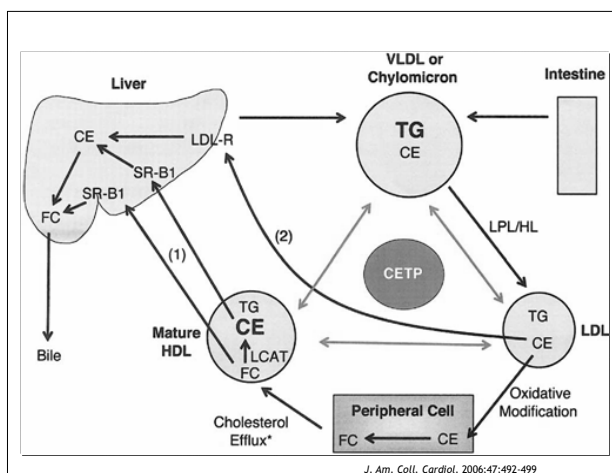 VLDL or
Chylomicron
Liver
Intestine
TG
CE
CE
LDL-R
SR-B1
SR-B1
FC
LPL/HL
(2)
(1)
CETP
TG
CE
LCAT
FC
Mature
HDL
TG
CE
LDL
Bile
Oxidative
Modification
Peripheral Cell
FC
CE
Cholesterol
Efflux*
J. Am. Coll. Cardiol. 2006:47:492-499